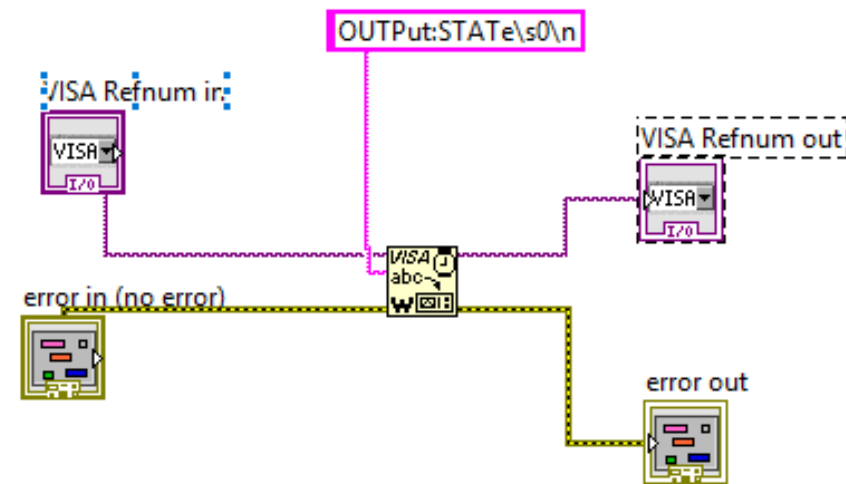 OUTPut:STATe\s0\n
VISA Refnum in
VISA
I/O
VISA Refnum out
VISA
I/O
VISA
abc
W
error in (no error)
error out